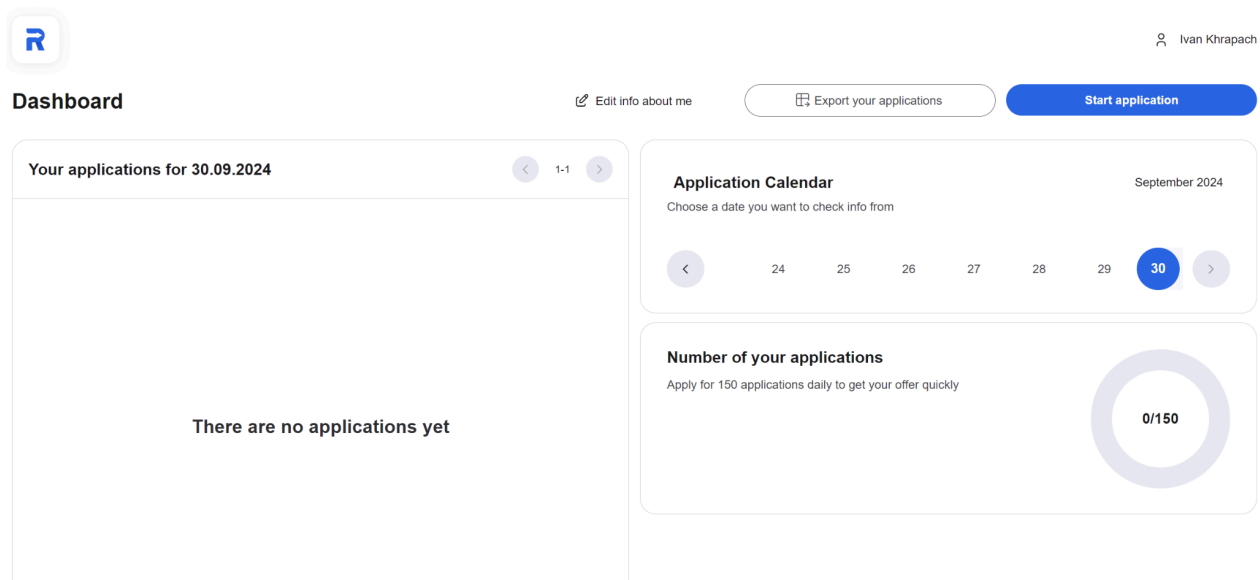 R
Ivan Khrapach
Dashboard
Edit info about me
Export your applications
Start application
Your applications for 30.09.2024
1-1
There are no applications yet
Application Calendar
September 2024
Choose a date you want to check info from
24 25 26 27 28 29 30
Number of your applications
Apply for 150 applications daily to get your offer quickly
0/150